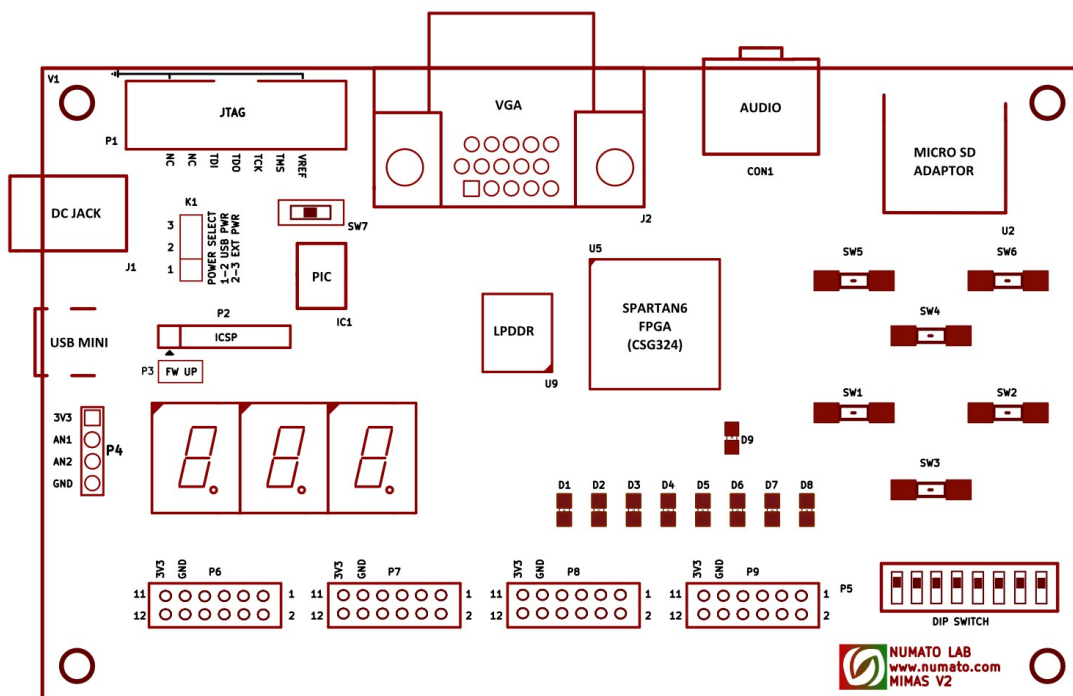 V1
JTAG
P1
NC
NC
TDI
TDO
TCK
TMS
VREF
VGA
J2
AUDIO
CON1
MICRO SD
ADAPTOR
U2
DC JACK
J1
K1
3
2
1
POWER SELECT
1-2 USB PWR
2-3 EXT PWR
SW7
PIC
IC1
U5
SPARTAN6
FPGA
(CSG324)
LPDDR
U9
SW5
SW6
SW4
SW1
SW2
SW3
USB MINI
P2
ICSP
P3
FW UP
3V3
AN1
AN2
GND
P4
D9
D1
D2
D3
D4
D5
D6
D7
D8
3V3
GND
P6
11
12
1
2
3V3
GND
P7
11
12
1
2
3V3
GND
P8
11
12
1
2
3V3
GND
P9
11
12
1
2
P5
DIP SWITCH
NUMATO LAB
www.numato.com
MIMAS V2